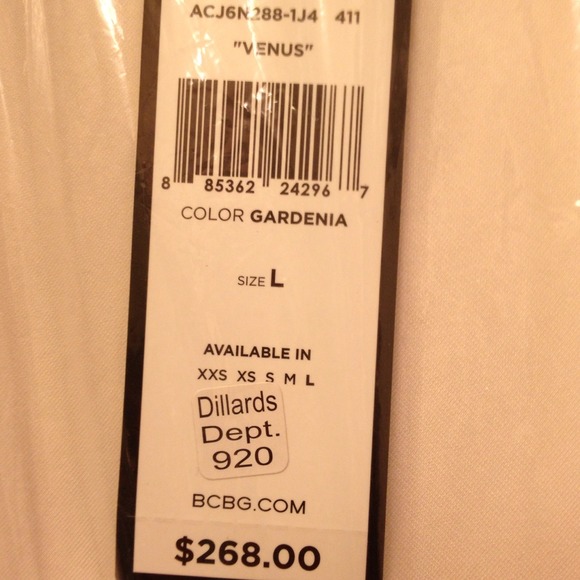 ACJ6N288-1J4 411
"VENUS"
8 85362 24296 7
COLOR GARDENIA
SIZE L
AVAILABLE IN
XXS XS S M L
Dillards
Dept.
920
BCBG.COM
$268.00